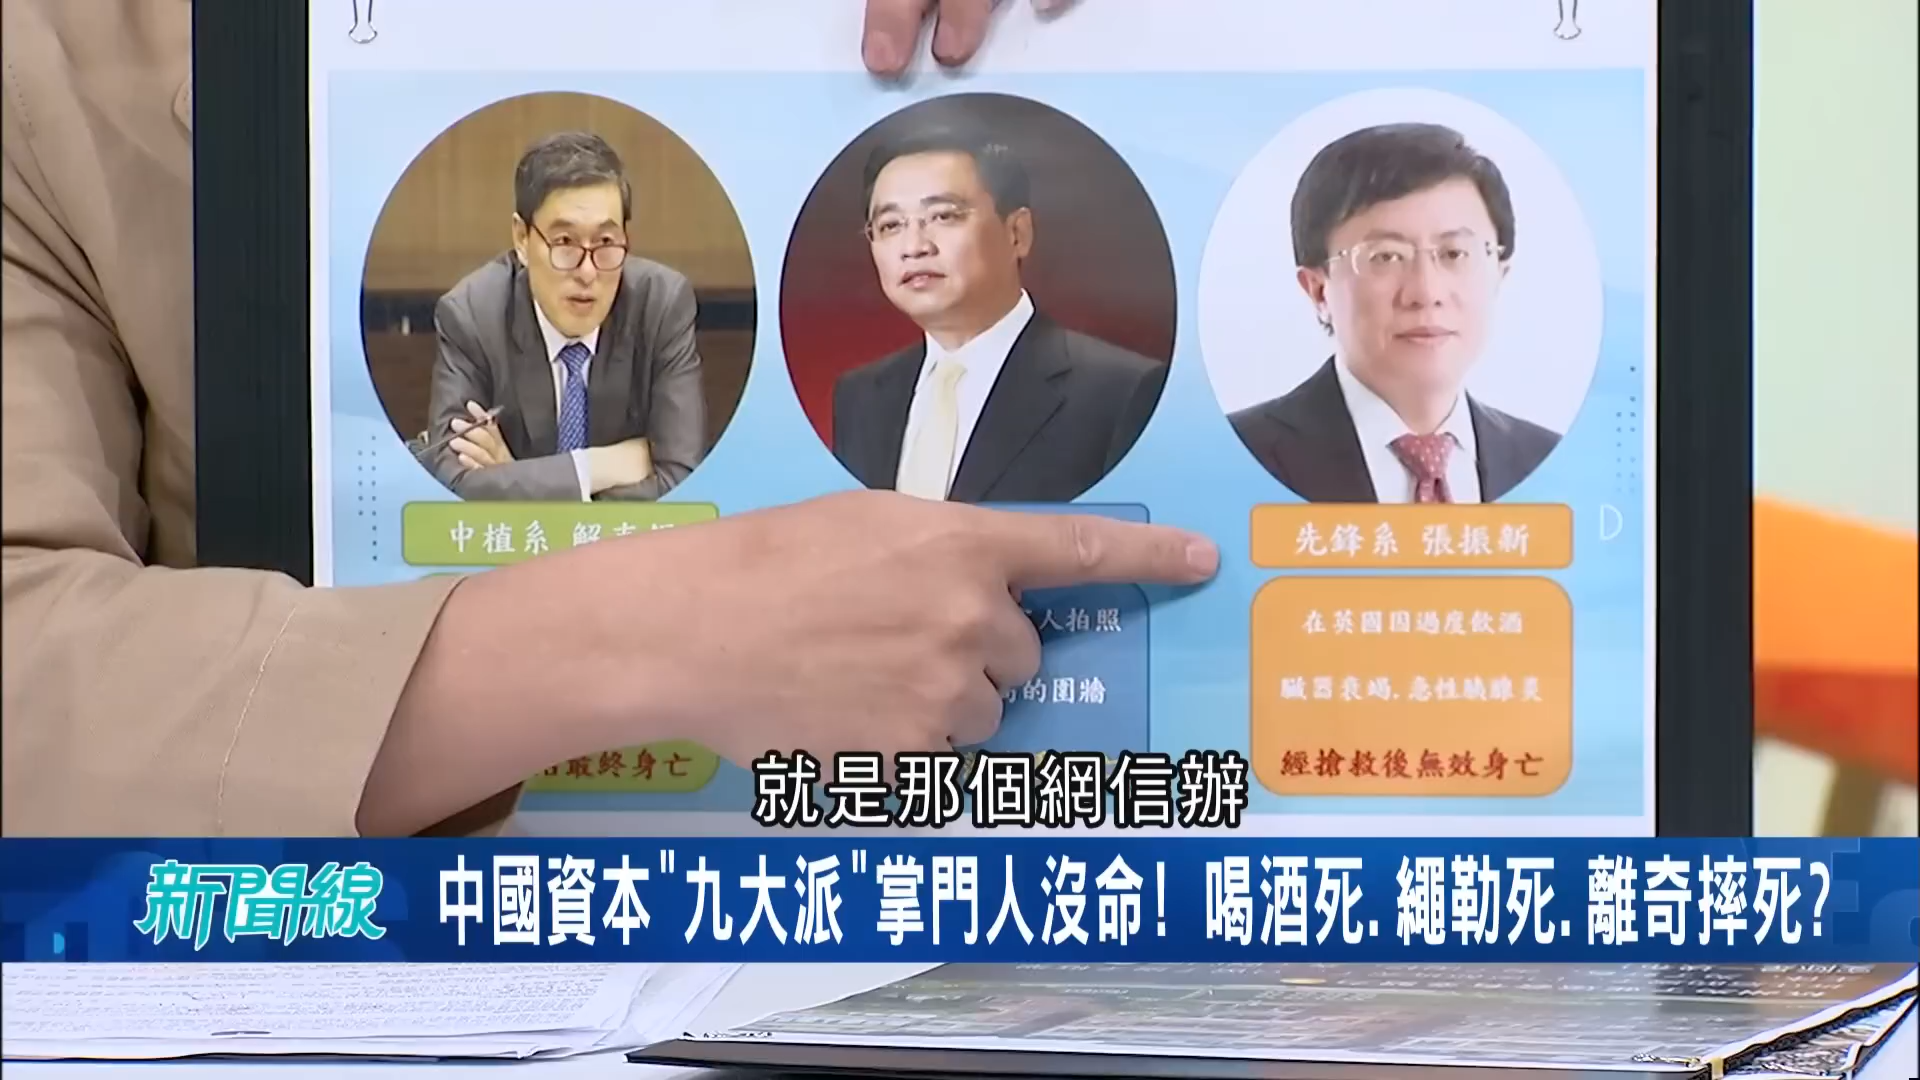 中植系 解
先鋒系 張振新
人拍照
在英國因過度飲酒
的圍牆
臟器衰竭.急性胰腺炎
最終身亡
經搶救後無效身亡
就是那個網信辦
新聞線
中國資本"九大派"掌門人沒命! 喝酒死.繩勒死.離奇摔死?